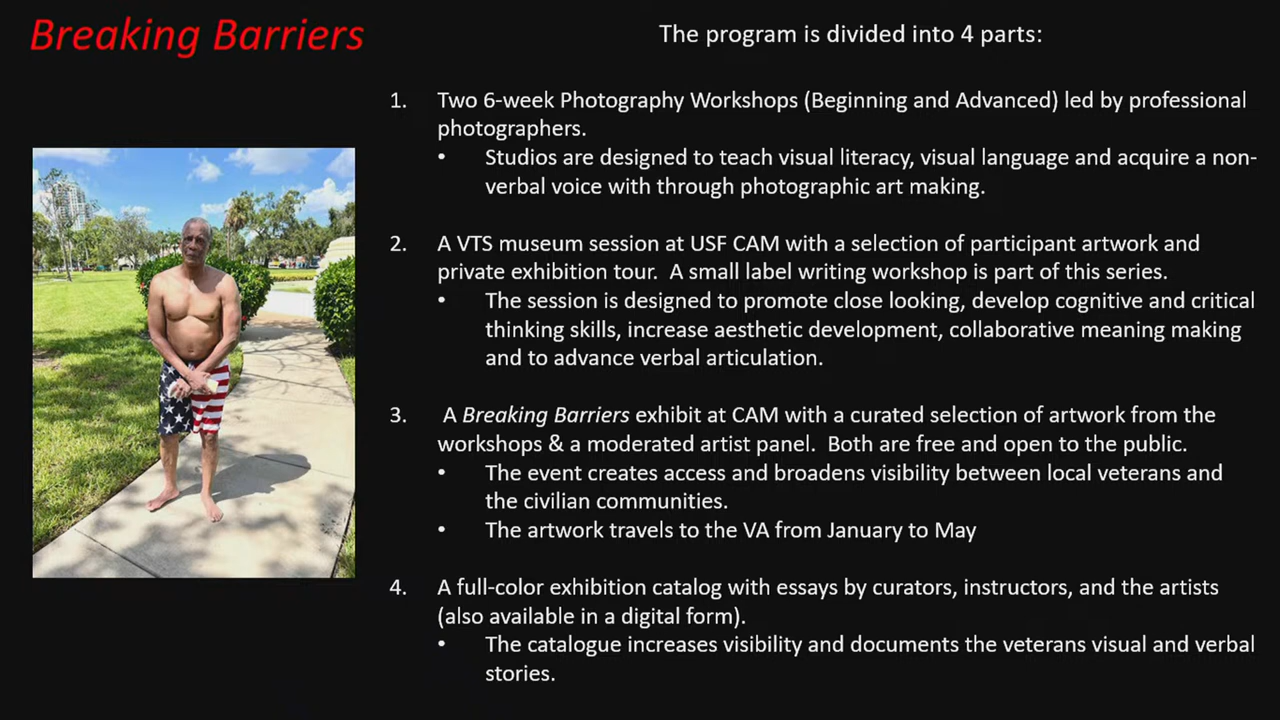 Breaking Barriers
The program is divided into 4 parts:
1. Two 6-week Photography Workshops (Beginning and Advanced) led by professional
photographers.
• Studios are designed to teach visual literacy, visual language and acquire a non-
verbal voice with through photographic art making.
2. A VTS museum session at USF CAM with a selection of participant artwork and
private exhibition tour. A small label writing workshop is part of this series.
• The session is designed to promote close looking, develop cognitive and critical
thinking skills, increase aesthetic development, collaborative meaning making
and to advance verbal articulation.
3. A Breaking Barriers exhibit at CAM with a curated selection of artwork from the
workshops & a moderated artist panel. Both are free and open to the public.
• The event creates access and broadens visibility between local veterans and
the civilian communities.
• The artwork travels to the VA from January to May
4. A full-color exhibition catalog with essays by curators, instructors, and the artists
(also available in a digital form).
• The catalogue increases visibility and documents the veterans visual and verbal
stories.